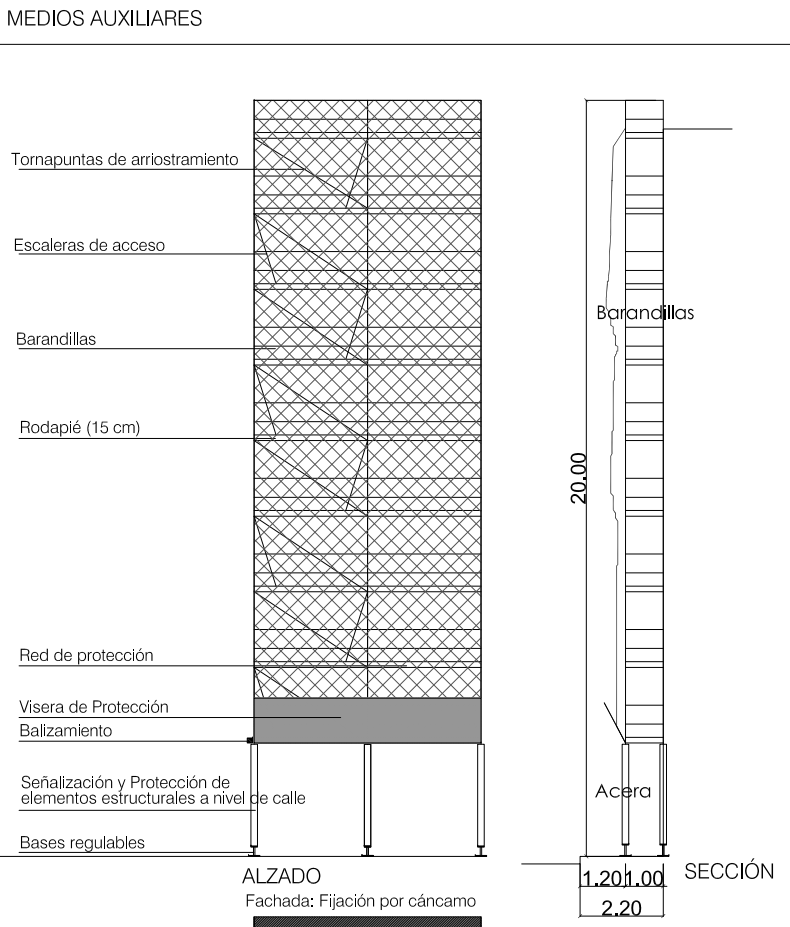 MEDIOS AUXILIARES
Tornapuntas de arriostramiento
Escaleras de acceso
Barandillas
Barandillas
Rodapié (15 cm)
20.00
Red de protección
Visera de Protección
Balizamiento
Señalización y Protección de
elementos estructurales a nivel de calle
Acera
Bases regulables
ALZADO
SECCIÓN
1.20 1.00
Fachada: Fijación por cáncamo
2.20